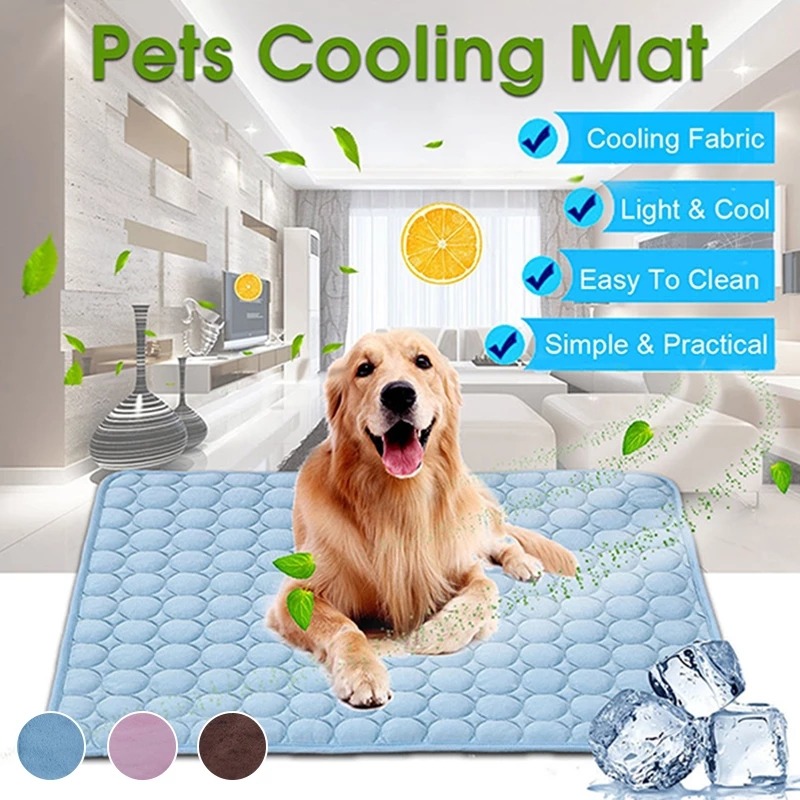 Pets Cooling Mat
Cooling Fabric
Light & Cool
Easy To Clean
Simple & Practical